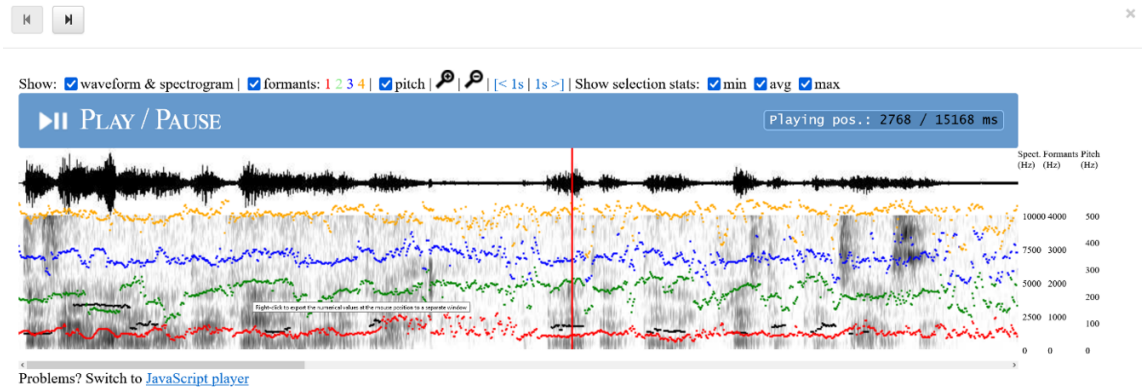 ×
Show: waveform & spectrogram | formants: 1 2 3 4 | pitch | | | [< 1s | 1s >] | Show selection stats: min avg max
PLAY / PAUSE
Playing pos.: 2768 / 15168 ms
Spect. Formants Pitch
(Hz) (Hz) (Hz)
10000 4000 500
400
7500 3000
300
5000 2000
200
2500 1000
100
0 0 0
Right-click to export the numerical values at the mouse position to a separate window
Problems? Switch to JavaScript player